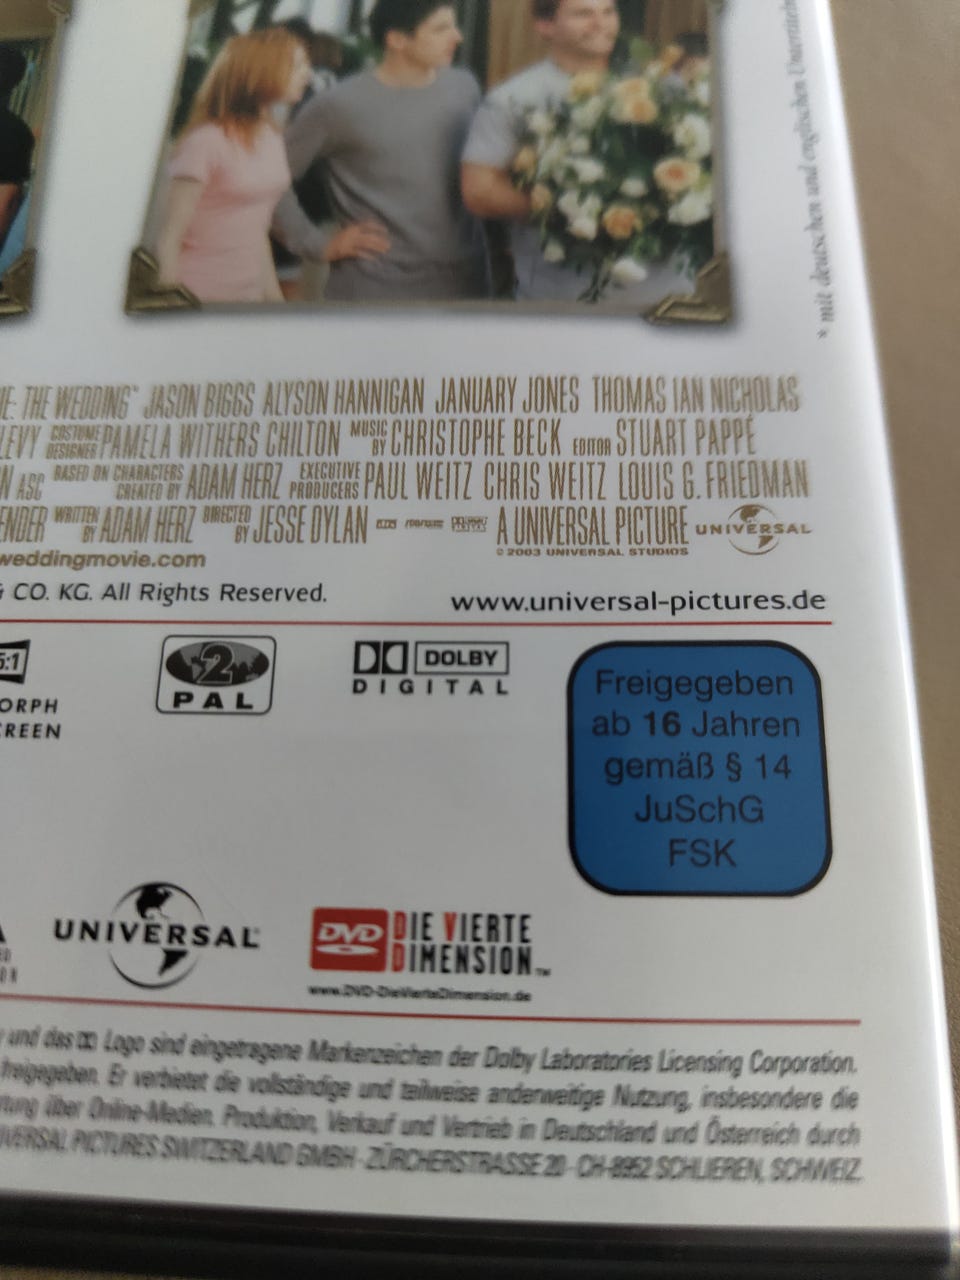 * mit deutschen und englischen Untertiteln
IE: THE WEDDING" JASON BIGGS ALYSON HANNIGAN JANUARY JONES THOMAS IAN NICHOLAS
LEVY COSTUME DESIGNER PAMELA WITHERS CHILTON MUSIC BY CHRISTOPHE BECK EDITOR STUART PAPPÉ
N ASC BASED ON CHARACTERS CREATED BY ADAM HERZ EXECUTIVE PRODUCERS PAUL WEITZ CHRIS WEITZ LOUIS G. FRIEDMAN
ENDER WRITTEN BY ADAM HERZ DIRECTED BY JESSE DYLAN A UNIVERSAL PICTURE UNIVERSAL
© 2003 UNIVERSAL STUDIOS
weddingmovie.com
& CO. KG. All Rights Reserved.
www.universal-pictures.de
5:1
ORPH
REEN
2
PAL
DOLBY
DIGITAL
Freigegeben
ab 16 Jahren
gemäß § 14
JuSchG
FSK
UNIVERSAL
DVD DIE VIERTE
DIMENSION™
www.DVD-DieVierteDimension.de
und das Logo sind eingetragene Markenzeichen der Dolby Laboratories Licensing Corporation.
freigegeben. Er verbietet die vollständige und teilweise anderweitige Nutzung, insbesondere die
rtung über Online-Medien. Produktion, Verkauf und Vertrieb in Deutschland und Österreich durch
IVERSAL PICTURES SWITZERLAND GMBH · ZÜRCHERSTRASSE 20 · CH-8952 SCHLIEREN, SCHWEIZ.